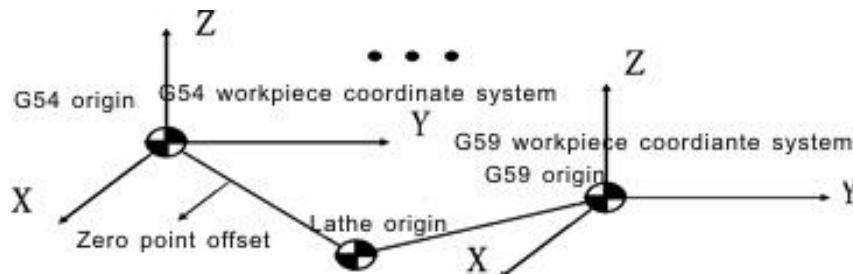 Z
Z
G54 origin
G54 workpiece coordinate system
Y
G59 workpiece coordiante system
G59 origin
X
Y
Lathe origin
Zero point offset
X